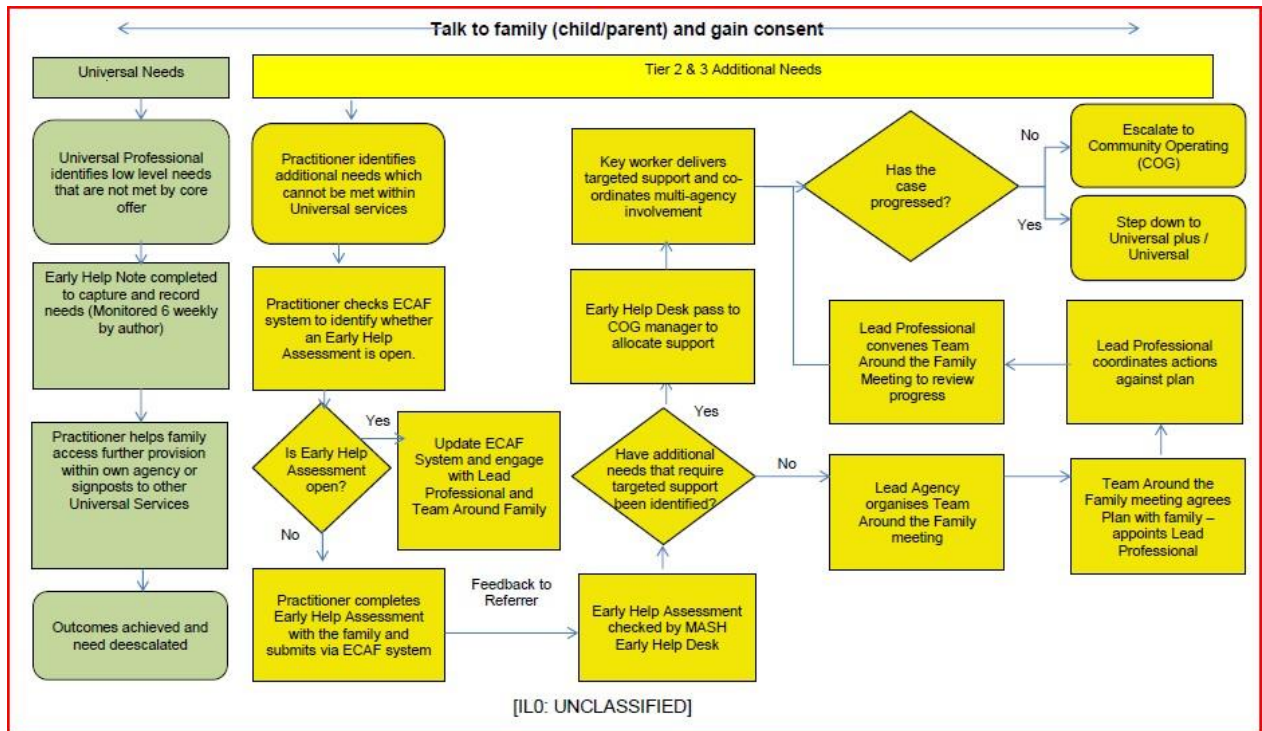 Talk to family (child/parent) and gain consent
Universal Needs
Tier 2 & 3 Additional Needs
Universal Professional
identifies low level needs
that are not met by core
offer
Early Help Note completed
to capture and record
needs (Monitored 6 weekly
by author)
Practitioner helps family
access further provision
within own agency or
signposts to other
Universal Services
Outcomes achieved and
need deescalated
Practitioner identifies
additional needs which
cannot be met within
Universal services
Practitioner checks ECAF
system to identify whether
an Early Help
Assessment is open.
Is Early Help
Assessment
open?
Yes
Update ECAF
System and engage
with Lead
Professional and
Team Around Family
No
Practitioner completes
Early Help Assessment
with the family and
submits via ECAF system
Feedback to
Referrer
Early Help Assessment
checked by MASH
Early Help Desk
Have additional
needs that require
targeted support
been identified?
Yes
Early Help Desk pass to
COG manager to
allocate support
Key worker delivers
targeted support and co-
ordinates multi-agency
involvement
No
Lead Agency
organises Team
Around the Family
meeting
Team Around the
Family meeting agrees
Plan with family –
appoints Lead
Professional
Lead Professional
coordinates actions
against plan
Lead Professional
convenes Team
Around the Family
Meeting to review
progress
Has the
case
progressed?
No
Escalate to
Community Operating
(COG)
Yes
Step down to
Universal plus /
Universal
[IL0: UNCLASSIFIED]